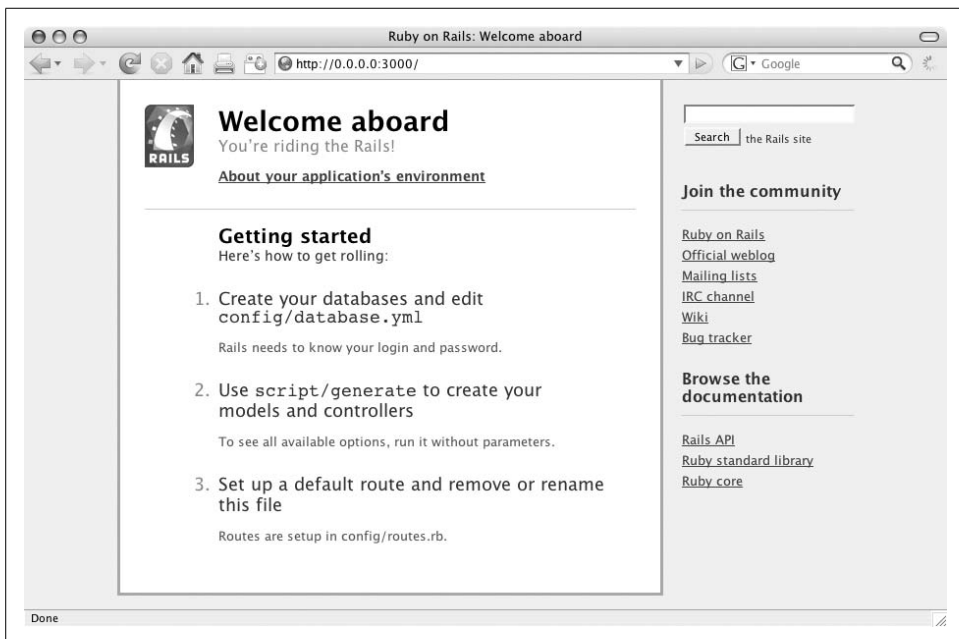 Ruby on Rails: Welcome aboard
http://0.0.0.0:3000/
G Google
RAILS
Welcome aboard
You're riding the Rails!
About your application's environment
Getting started
Here's how to get rolling:
1. Create your databases and edit
config/database.yml
Rails needs to know your login and password.
2. Use script/generate to create your
models and controllers
To see all available options, run it without parameters.
3. Set up a default route and remove or rename
this file
Routes are setup in config/routes.rb.
Search the Rails site
Join the community
Ruby on Rails
Official weblog
Mailing lists
IRC channel
Wiki
Bug tracker
Browse the
documentation
Rails API
Ruby standard library
Ruby core
Done